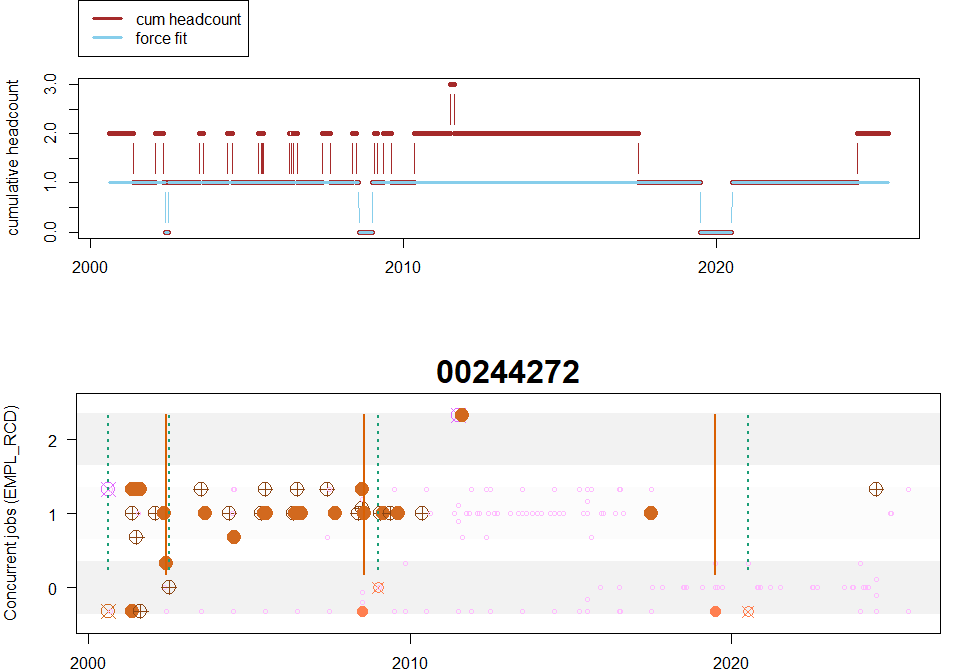 cum headcount
force fit
cumulative headcount
3.0
2.0
1.0
0.0
2000 2010 2020
00244272
Concurrent jobs (EMPL_RCD)
2
1
0
2000 2010 2020